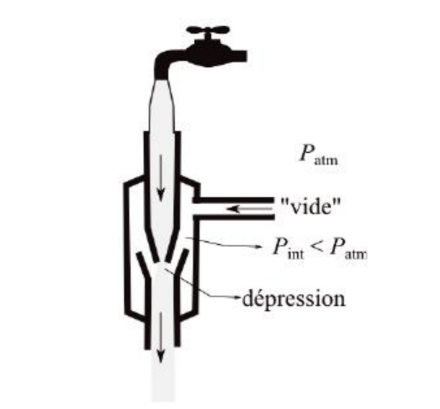 P_atm
"vide"
P_int < P_atm
dépression